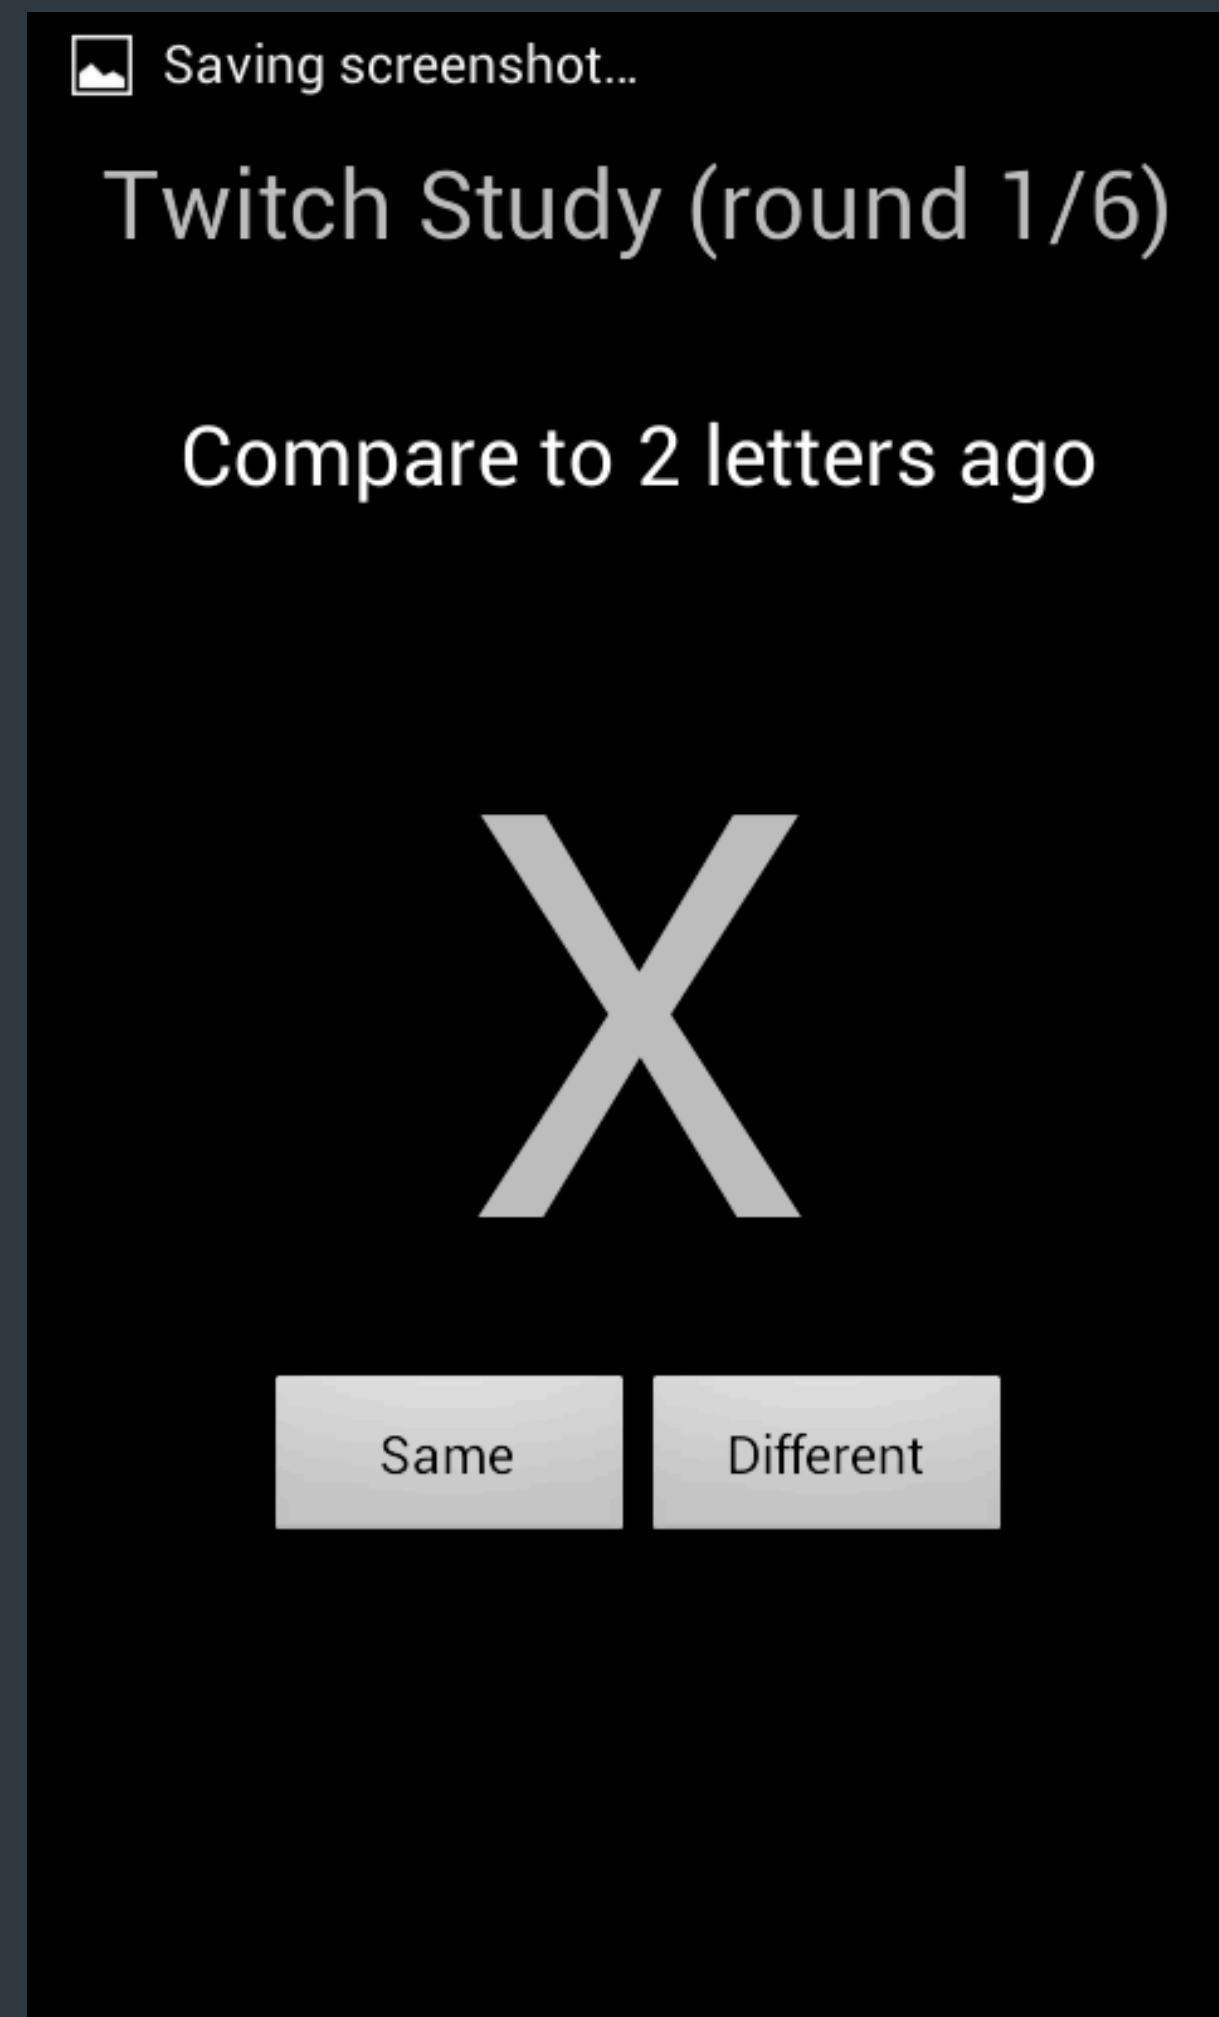 Saving screenshot...
Twitch Study (round 1/6)
Compare to 2 letters ago
X
Same
Different